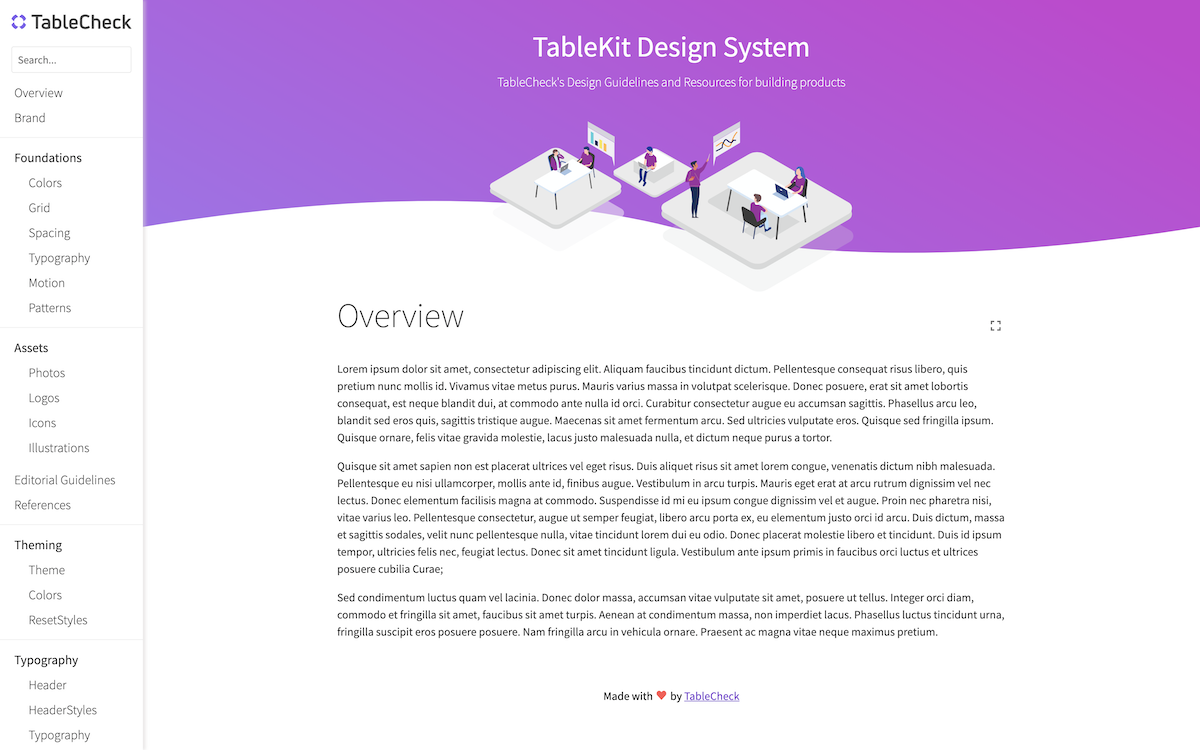 TableCheck
Search...
Overview
Brand
Foundations
Colors
Grid
Spacing
Typography
Motion
Patterns
Assets
Photos
Logos
Icons
Illustrations
Editorial Guidelines
References
Theming
Theme
Colors
ResetStyles
Typography
Header
HeaderStyles
Typography
TableKit Design System
TableCheck's Design Guidelines and Resources for building products
Overview
Lorem ipsum dolor sit amet, consectetur adipiscing elit. Aliquam faucibus tincidunt dictum. Pellentesque consequat risus libero, quis
pretium nunc mollis id. Vivamus vitae metus purus. Mauris varius massa in volutpat scelerisque. Donec posuere, erat sit amet lobortis
consequat, est neque blandit dui, at commodo ante nulla id orci. Curabitur consectetur augue eu accumsan sagittis. Phasellus arcu leo,
blandit sed eros quis, sagittis tristique augue. Maecenas sit amet fermentum arcu. Sed ultricies vulputate eros. Quisque sed fringilla ipsum.
Quisque ornare, felis vitae gravida molestie, lacus justo malesuada nulla, et dictum neque purus a tortor.
Quisque sit amet sapien non est placerat ultrices vel eget risus. Duis aliquet risus sit amet lorem congue, venenatis dictum nibh malesuada.
Pellentesque eu nisi ullamcorper, mollis ante id, finibus augue. Vestibulum in arcu turpis. Mauris eget erat at arcu rutrum dignissim vel nec
lectus. Donec elementum facilisis magna at commodo. Suspendisse id mi eu ipsum congue dignissim vel et augue. Proin nec pharetra nisi,
vitae varius leo. Pellentesque consectetur, augue ut semper feugiat, libero arcu porta ex, eu elementum justo orci id arcu. Duis dictum, massa
et sagittis sodales, velit nunc pellentesque nulla, vitae tincidunt lorem dui eu odio. Donec placerat molestie libero et tincidunt. Duis id ipsum
tempor, ultricies felis nec, feugiat lectus. Donec sit amet tincidunt ligula. Vestibulum ante ipsum primis in faucibus orci luctus et ultrices
posuere cubilia Curae;
Sed condimentum luctus quam vel lacinia. Donec dolor massa, accumsan vitae vulputate sit amet, posuere ut tellus. Integer orci diam,
commodo et fringilla sit amet, faucibus sit amet turpis. Aenean at condimentum massa, non imperdiet lacus. Phasellus luctus tincidunt urna,
fringilla suscipit eros posuere posuere. Nam fringilla arcu in vehicula ornare. Praesent ac magna vitae neque maximus pretium.
Made with ❤ by TableCheck